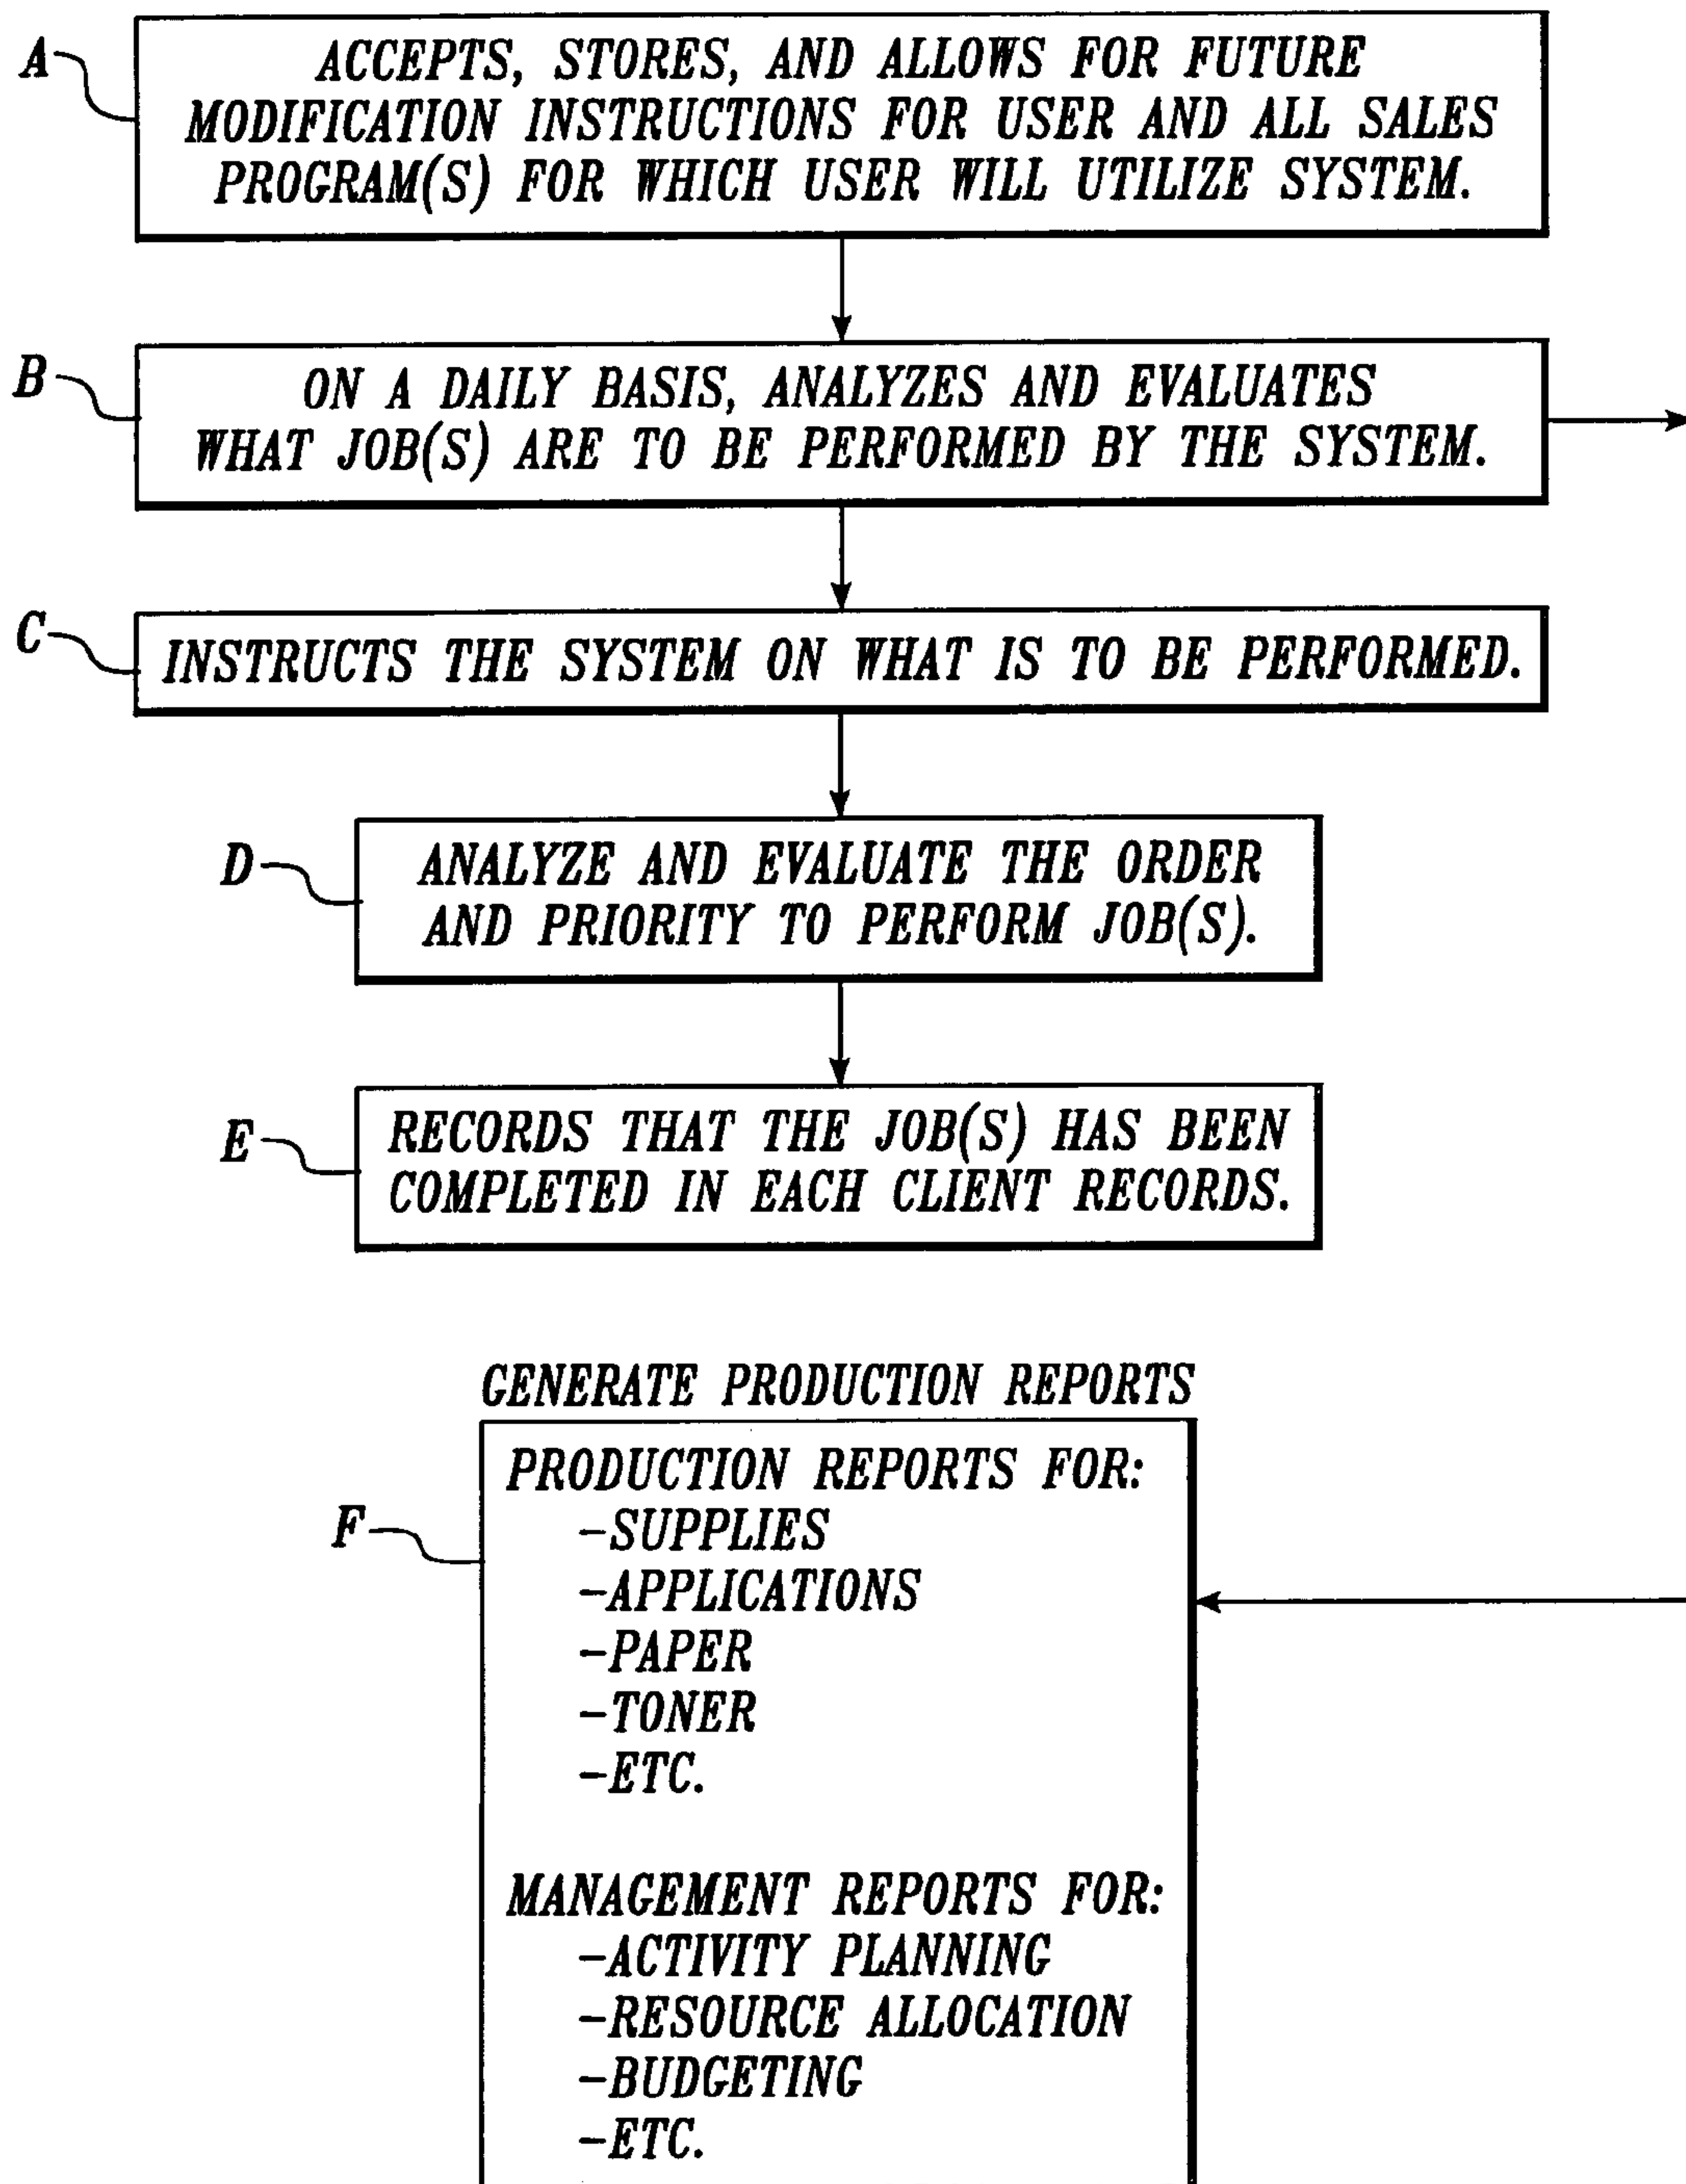 A
ACCEPTS, STORES, AND ALLOWS FOR FUTURE
MODIFICATION INSTRUCTIONS FOR USER AND ALL SALES
PROGRAM(S) FOR WHICH USER WILL UTILIZE SYSTEM.
B
ON A DAILY BASIS, ANALYZES AND EVALUATES
WHAT JOB(S) ARE TO BE PERFORMED BY THE SYSTEM.
C
INSTRUCTS THE SYSTEM ON WHAT IS TO BE PERFORMED.
D
ANALYZE AND EVALUATE THE ORDER
AND PRIORITY TO PERFORM JOB(S).
E
RECORDS THAT THE JOB(S) HAS BEEN
COMPLETED IN EACH CLIENT RECORDS.
GENERATE PRODUCTION REPORTS
F
PRODUCTION REPORTS FOR:
-SUPPLIES
-APPLICATIONS
-PAPER
-TONER
-ETC.
MANAGEMENT REPORTS FOR:
-ACTIVITY PLANNING
-RESOURCE ALLOCATION
-BUDGETING
-ETC.